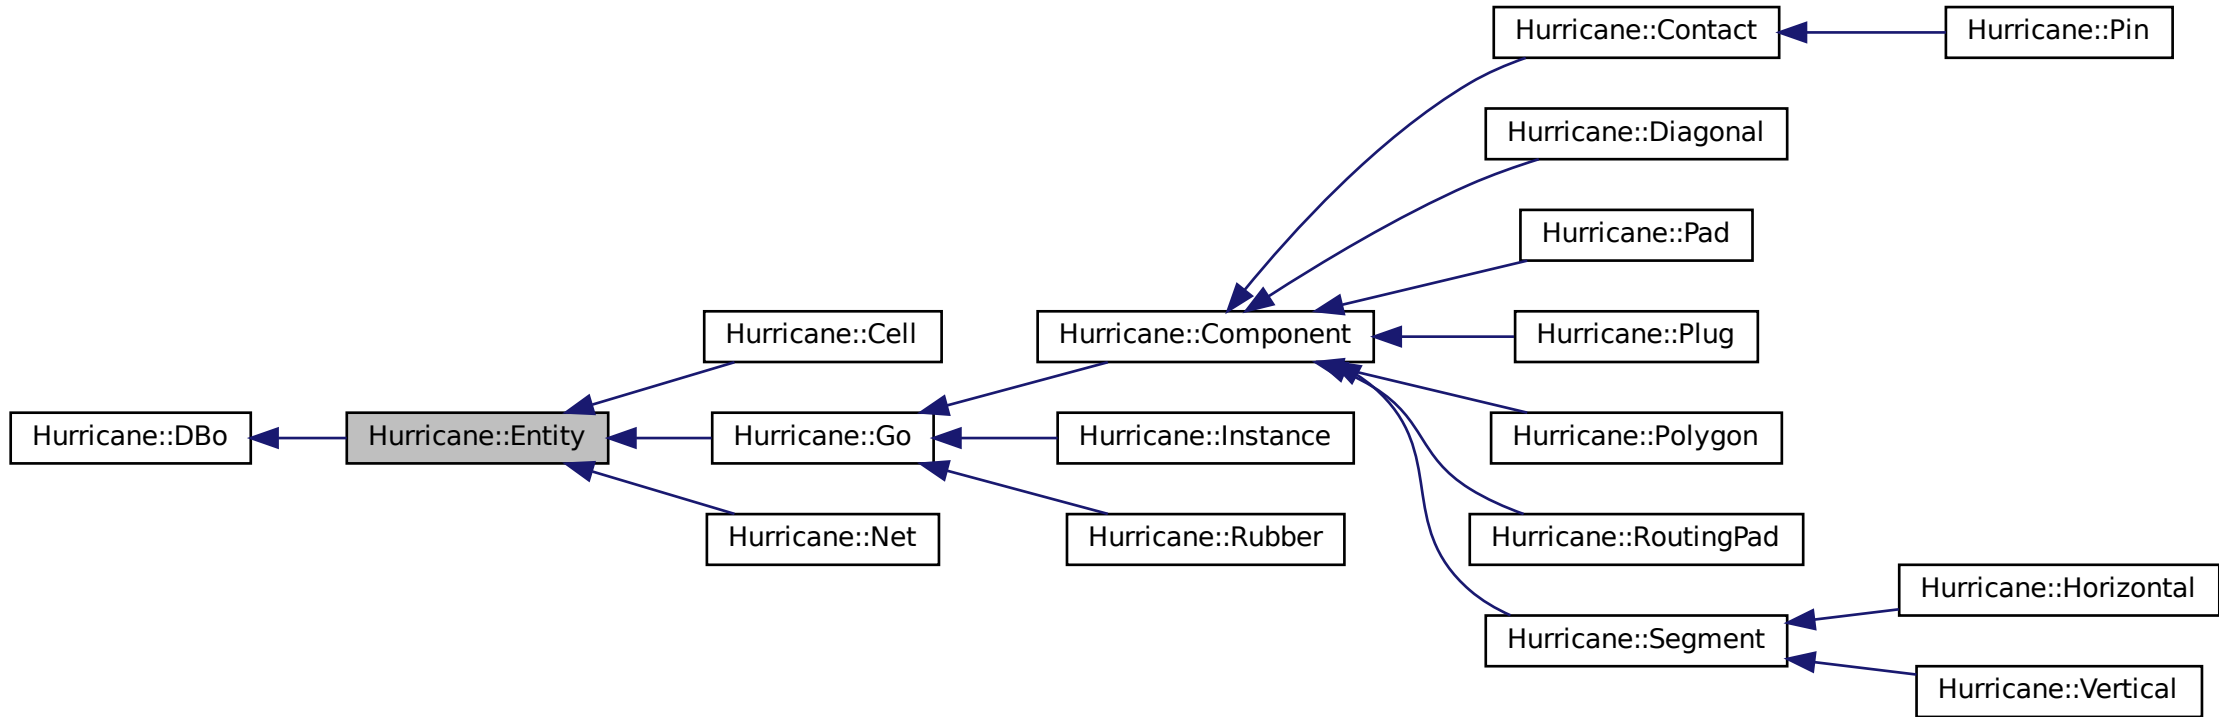 Hurricane::Contact
Hurricane::Pin
Hurricane::Diagonal
Hurricane::Pad
Hurricane::Cell
Hurricane::Component
Hurricane::Plug
Hurricane::DBo
Hurricane::Entity
Hurricane::Go
Hurricane::Instance
Hurricane::Polygon
Hurricane::Net
Hurricane::Rubber
Hurricane::RoutingPad
Hurricane::Horizontal
Hurricane::Segment
Hurricane::Vertical